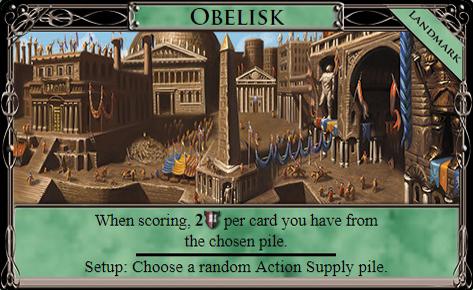 OBELISK
LANDMARK
When scoring, 2 per card you have from
the chosen pile.
Setup: Choose a random Action Supply pile.